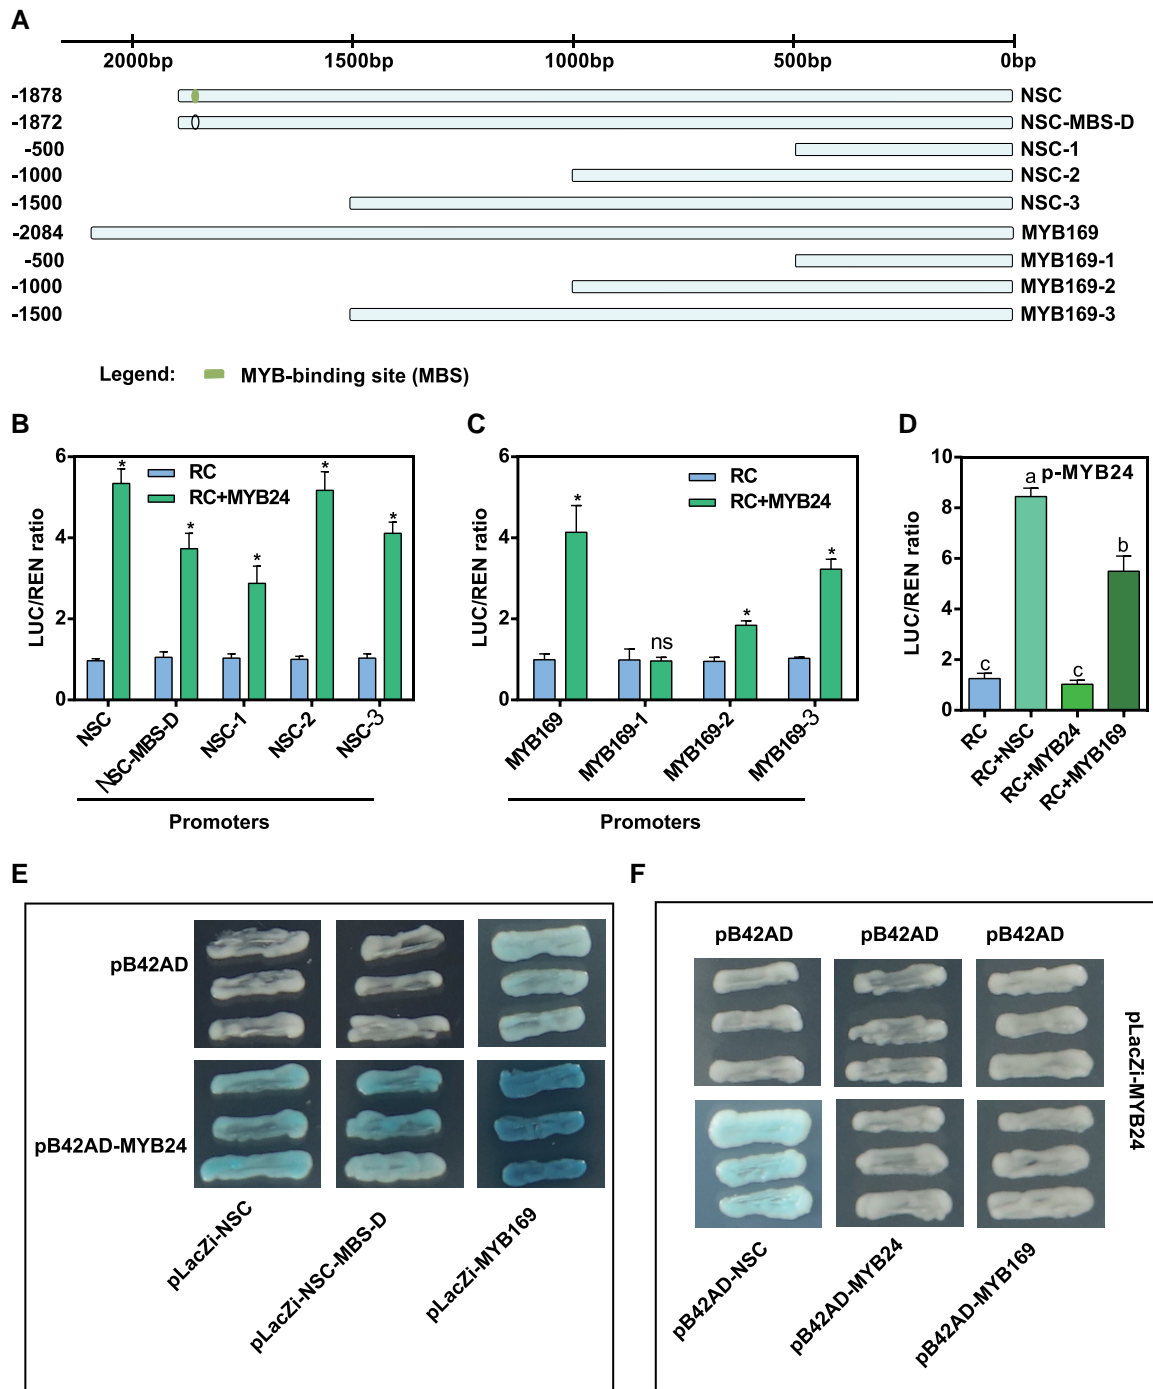 A
2000bp 1500bp 1000bp 500bp 0bp
-1878 NSC
-1872 NSC-MBS-D
-500 NSC-1
-1000 NSC-2
-1500 NSC-3
-2084 MYB169
-500 MYB169-1
-1000 MYB169-2
-1500 MYB169-3
Legend: MYB-binding site (MBS)
B
LUC/REN ratio
6
4
2
0
RC
RC+MYB24
* * * * *
NSC NSC-MBS-D NSC-1 NSC-2 NSC-3
Promoters
C
LUC/REN ratio
6
4
2
0
RC
RC+MYB24
* ns * *
MYB169 MYB169-1 MYB169-2 MYB169-3
Promoters
D
LUC/REN ratio
10
8
6
4
2
0
p-MYB24
c a c b
RC RC+NSC RC+MYB24 RC+MYB169
E
pB42AD
pB42AD-MYB24
pLacZi-NSC pLacZi-NSC-MBS-D pLacZi-MYB169
F
pB42AD pB42AD pB42AD
pLacZi-MYB24
pB42AD-NSC pB42AD-MYB24 pB42AD-MYB169